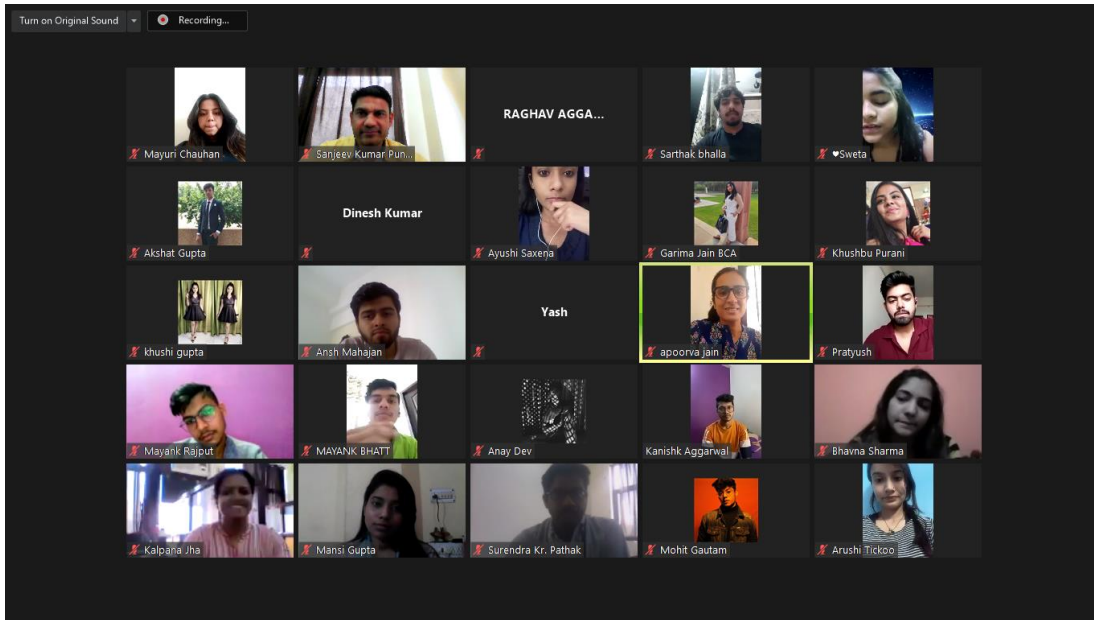 Turn on Original Sound
Recording...
Mayuri Chauhan
Sanjeev Kumar Pun...
RAGHAV AGGA...
Sarthak bhalla
♥Sweta
Akshat Gupta
Dinesh Kumar
Ayushi Saxena
Garima Jain BCA
Khushbu Purani
khushi gupta
Ansh Mahajan
Yash
apoorva jain
Pratyush
Mayank Rajput
MAYANK BHATT
Anay Dev
Kanishk Aggarwal
Bhavna Sharma
Kalpana Jha
Mansi Gupta
Surendra Kr. Pathak
Mohit Gautam
Arushi Tickoo